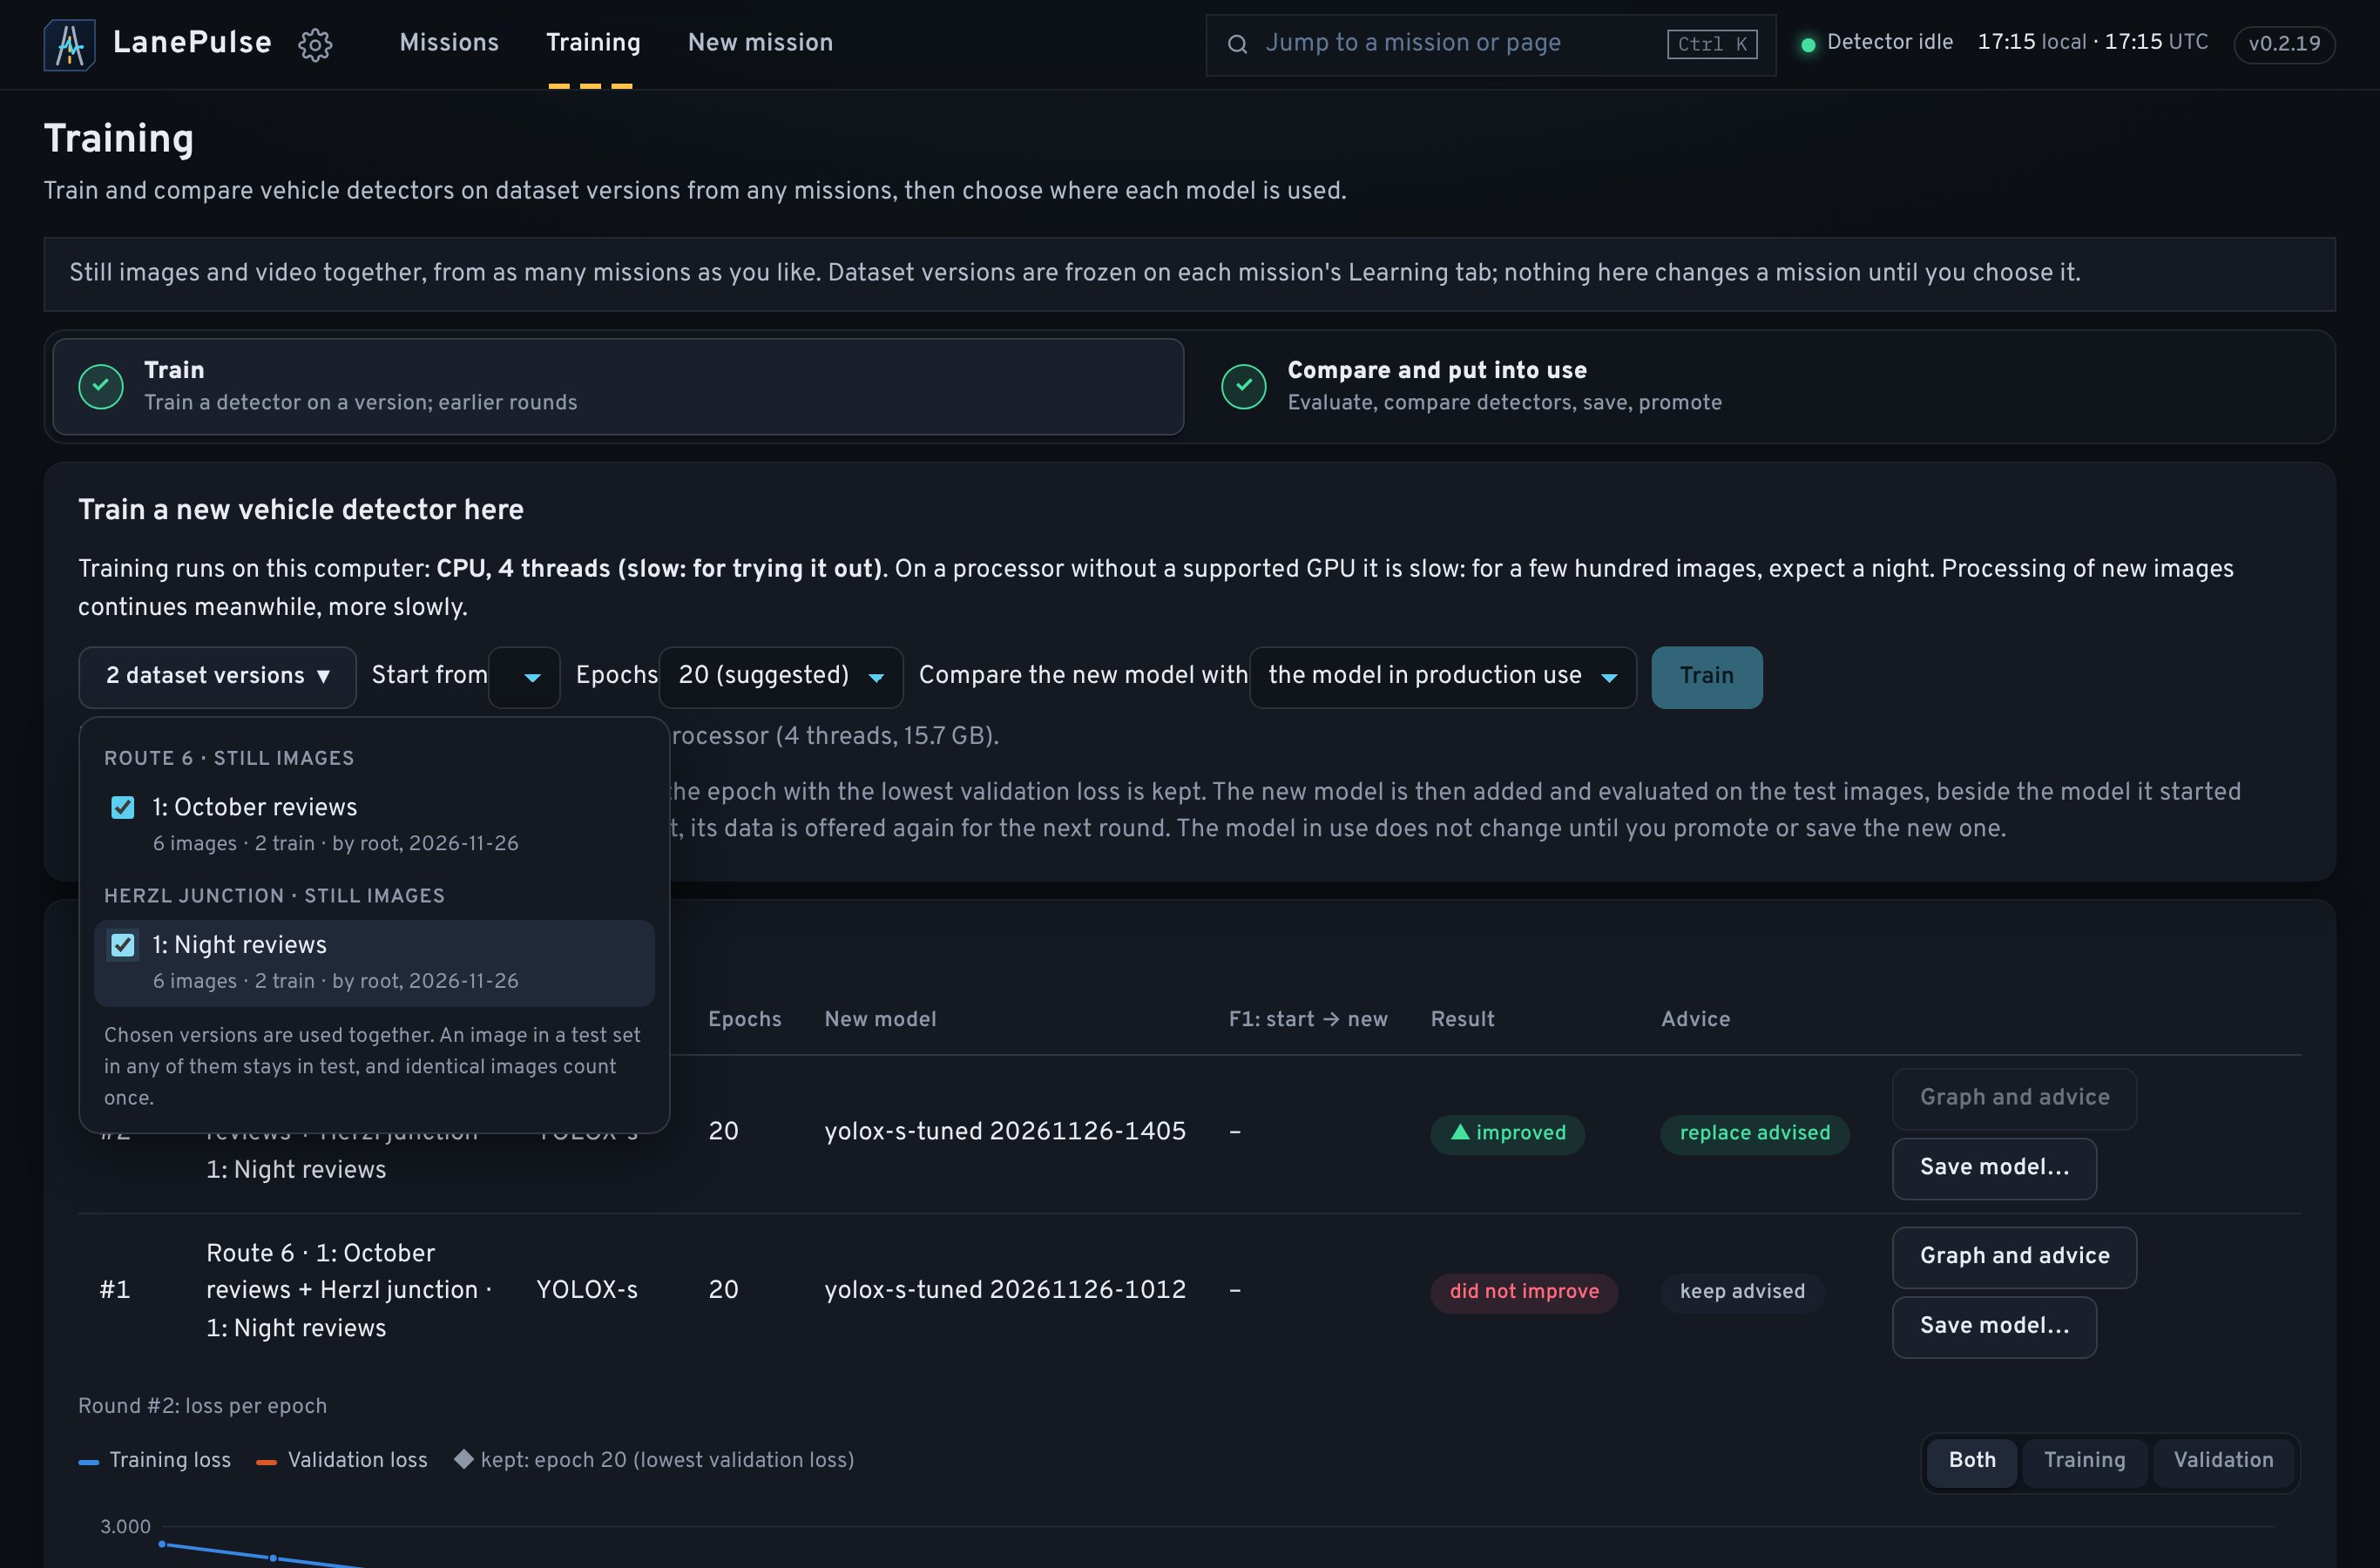 LanePulse
Missions
Training
New mission
Jump to a mission or page
Ctrl K
Detector idle
17:15 local · 17:15 UTC
v0.2.19
Training
Train and compare vehicle detectors on dataset versions from any missions, then choose where each model is used.
Still images and video together, from as many missions as you like. Dataset versions are frozen on each mission's Learning tab; nothing here changes a mission until you choose it.
Train
Train a detector on a version; earlier rounds
Compare and put into use
Evaluate, compare detectors, save, promote
Train a new vehicle detector here
Training runs on this computer: CPU, 4 threads (slow: for trying it out). On a processor without a supported GPU it is slow: for a few hundred images, expect a night. Processing of new images
continues meanwhile, more slowly.
2 dataset versions ▼
Start from
Epochs
20 (suggested)
Compare the new model with
the model in production use
Train
rocessor (4 threads, 15.7 GB).
the epoch with the lowest validation loss is kept. The new model is then added and evaluated on the test images, beside the model it started
t, its data is offered again for the next round. The model in use does not change until you promote or save the new one.
ROUTE 6 · STILL IMAGES
1: October reviews
6 images · 2 train · by root, 2026-11-26
HERZL JUNCTION · STILL IMAGES
1: Night reviews
6 images · 2 train · by root, 2026-11-26
Chosen versions are used together. An image in a test set
in any of them stays in test, and identical images count
once.
Epochs
New model
F1: start → new
Result
Advice
#2
reviews + Herzl junction ·
1: Night reviews
YOLOX-s
20
yolox-s-tuned 20261126-1405
–
▲ improved
replace advised
Graph and advice
Save model...
#1
Route 6 · 1: October
reviews + Herzl junction ·
1: Night reviews
YOLOX-s
20
yolox-s-tuned 20261126-1012
–
did not improve
keep advised
Graph and advice
Save model...
Round #2: loss per epoch
Training loss
Validation loss
kept: epoch 20 (lowest validation loss)
Both
Training
Validation
3.000